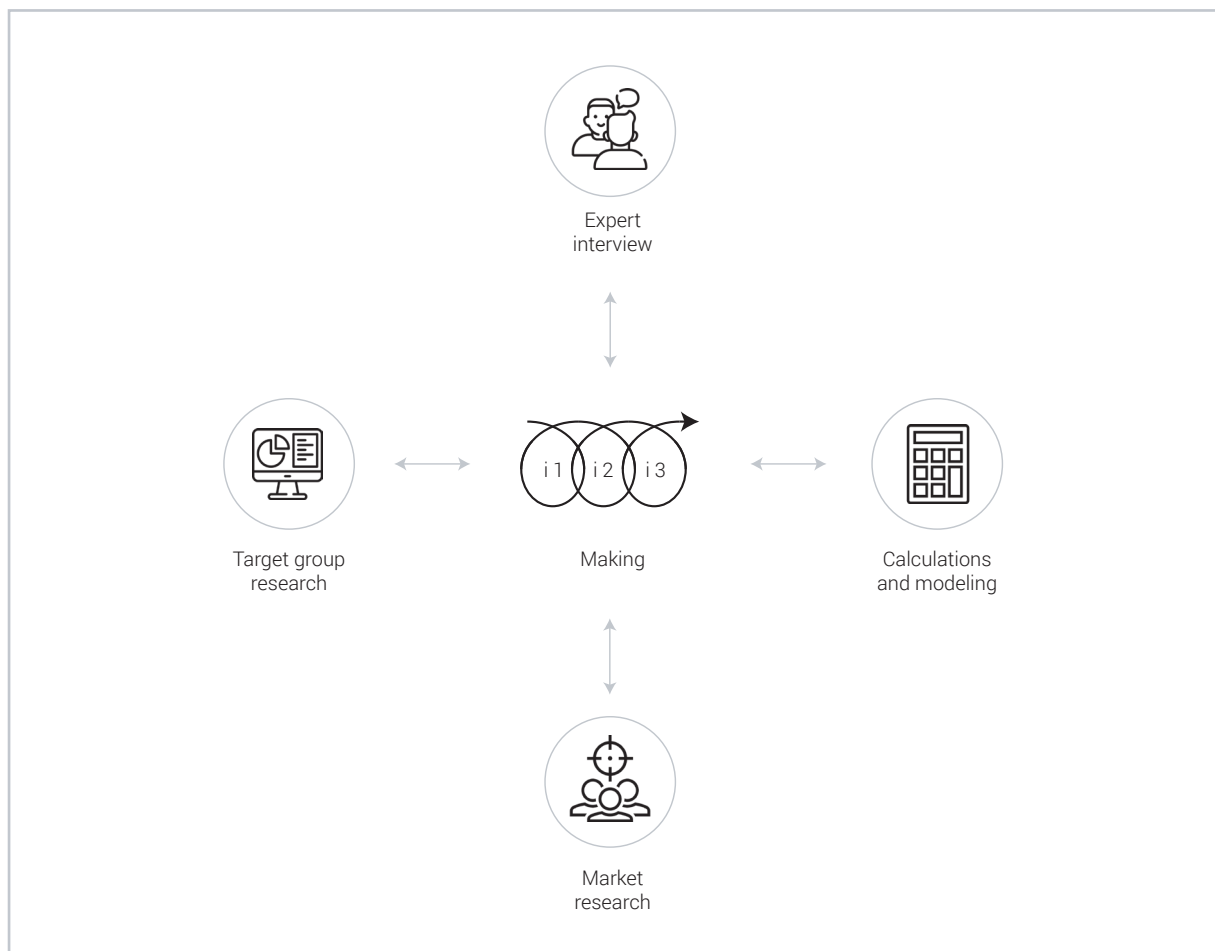 Expert
interview
i 1 i 2 i 3
Target group
research
Making
Calculations
and modeling
Market
research